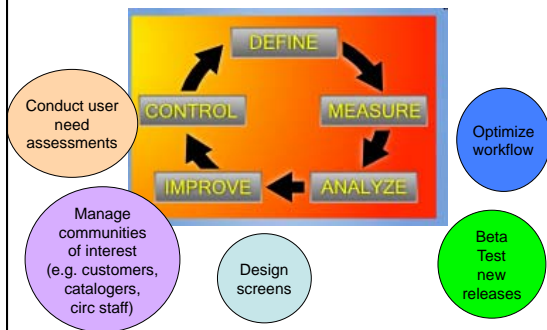 DEFINE
CONTROL
MEASURE
IMPROVE
ANALYZE
Conduct user
need
assessments
Optimize
workflow
Manage
communities
of interest
(e.g. customers,
catalogers,
circ staff)
Design
screens
Beta
Test
new
releases